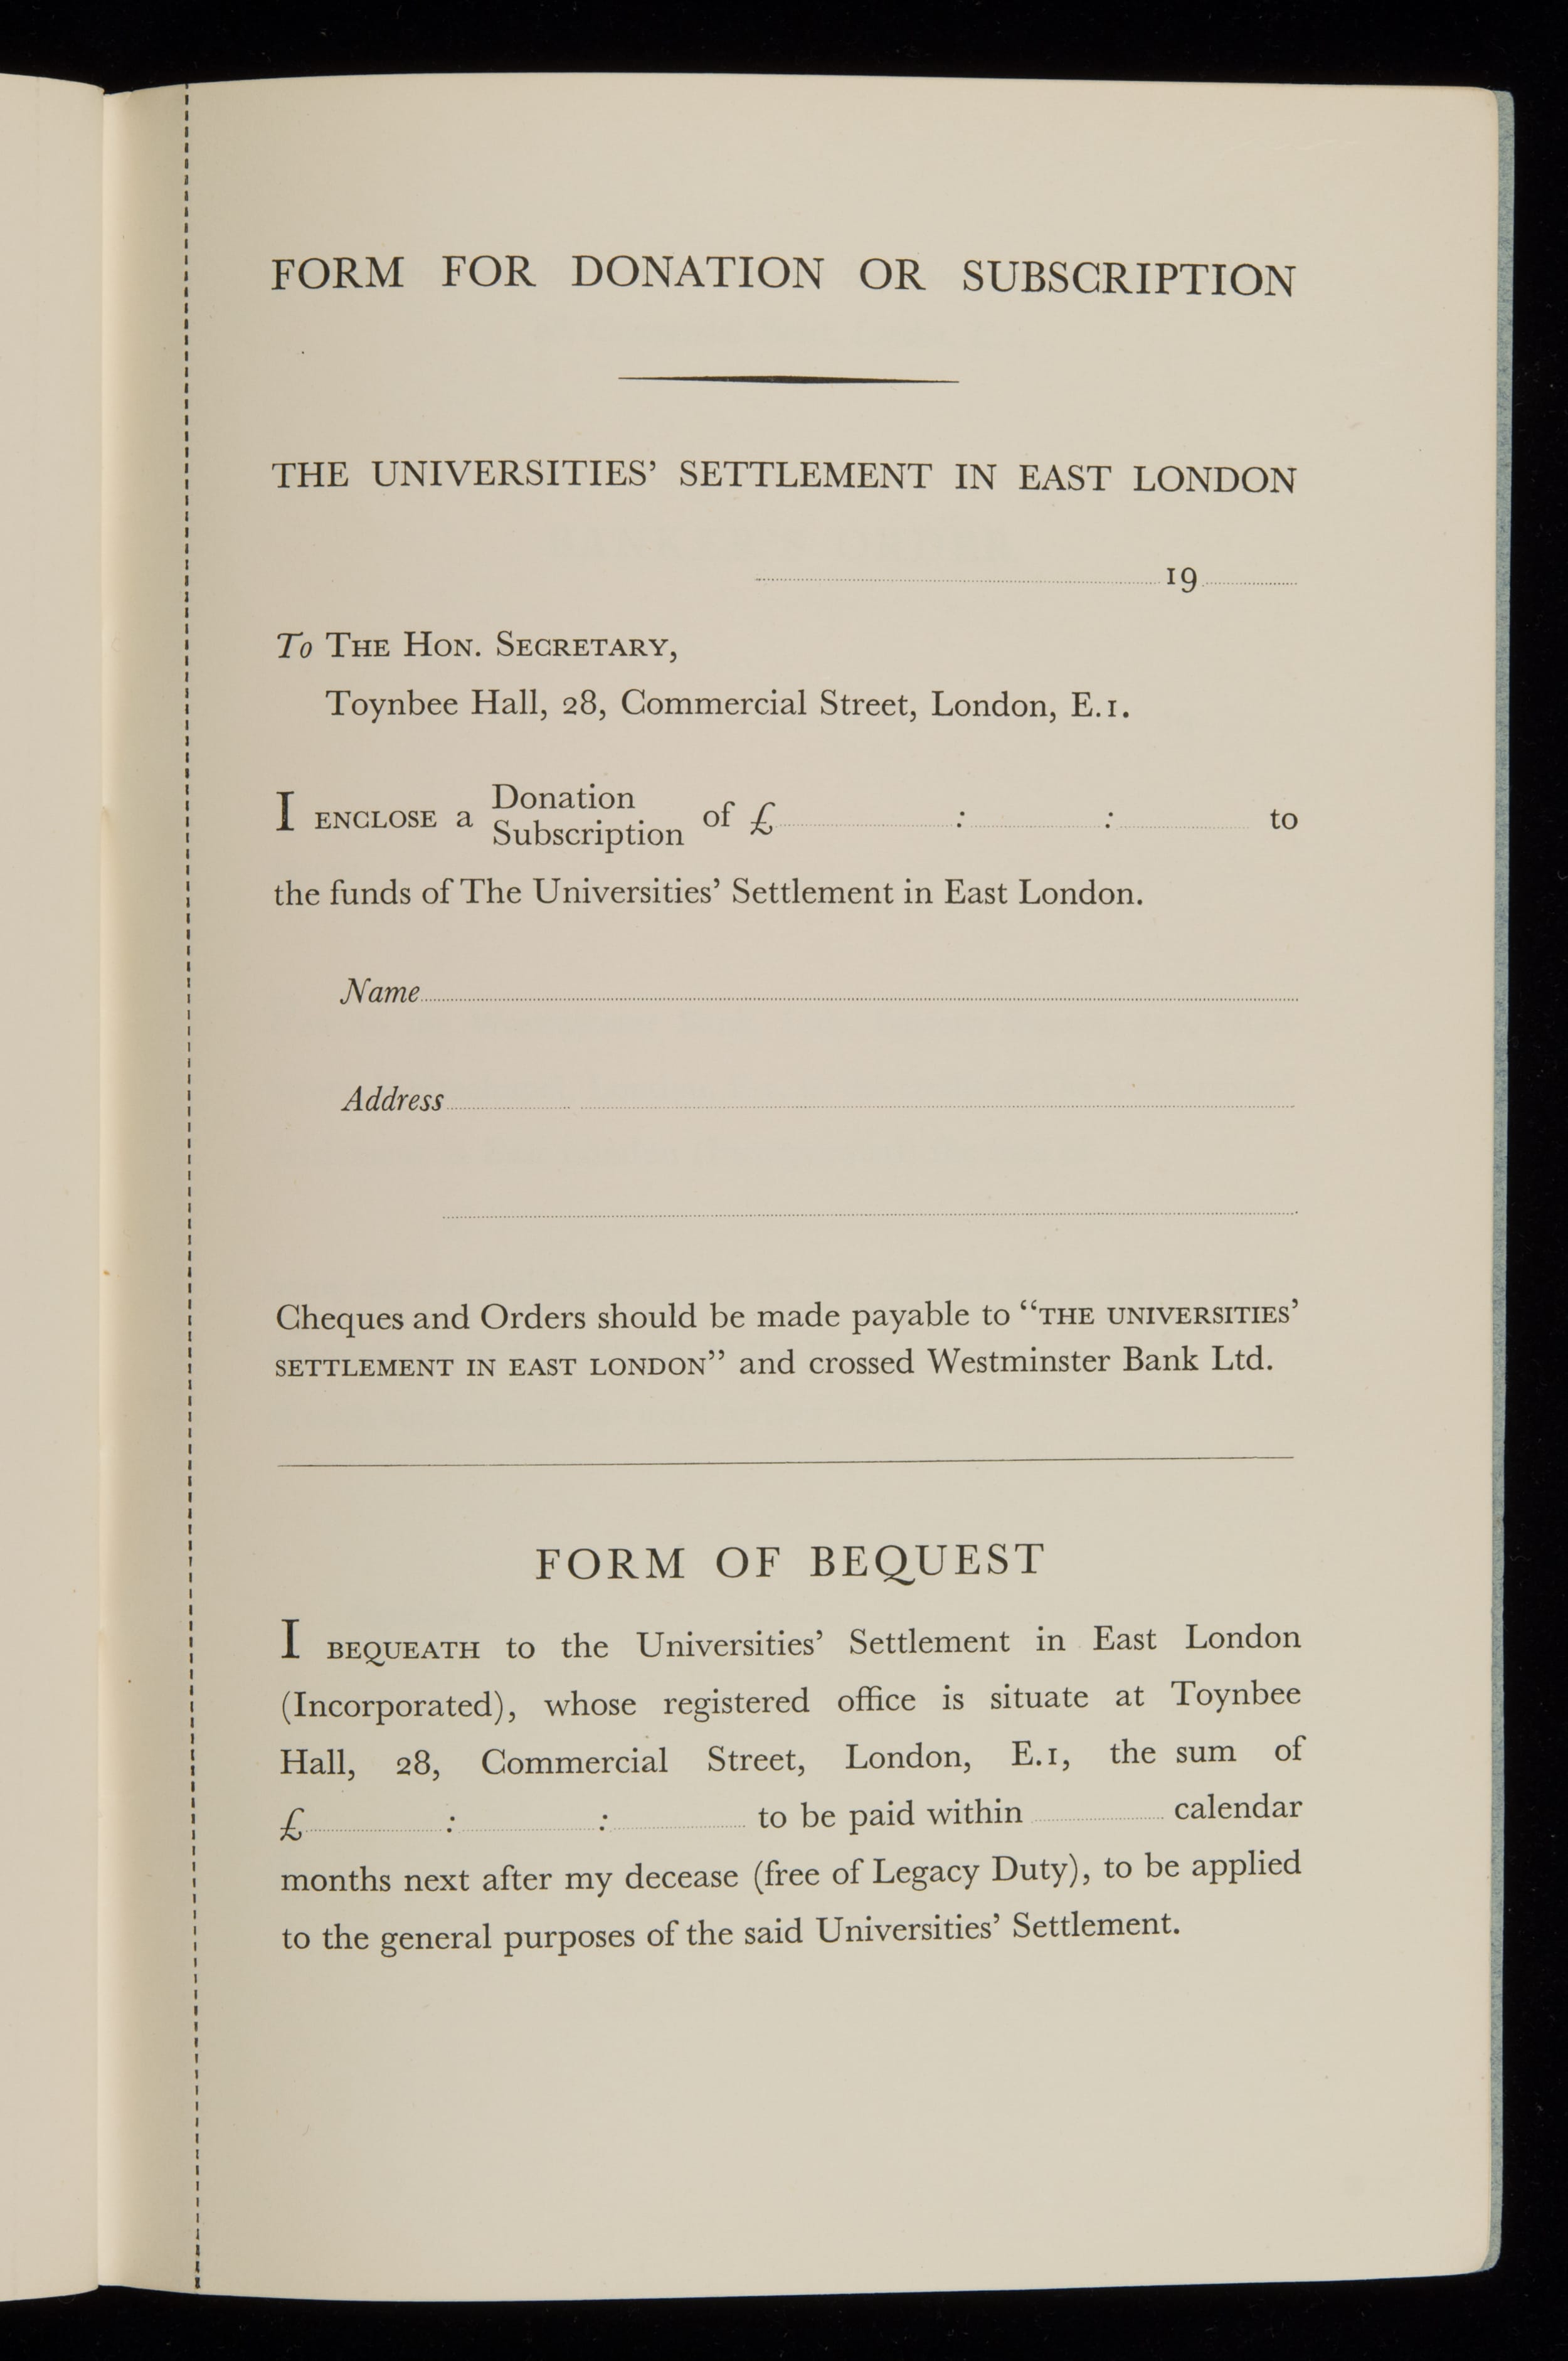 FORM FOR DONATION OR SUBSCRIPTION
THE UNIVERSITIES’ SETTLEMENT IN EAST LONDON
19
To THE HON. SECRETARY,
Toynbee Hall, 28, Commercial Street, London, E.1.
I ENCLOSE a Donation
Subscription of £ : : to
the funds of The Universities’ Settlement in East London.
Name
Address
Cheques and Orders should be made payable to “THE UNIVERSITIES’
SETTLEMENT IN EAST LONDON” and crossed Westminster Bank Ltd.
FORM OF BEQUEST
I BEQUEATH to the Universities’ Settlement in East London
(Incorporated), whose registered office is situate at Toynbee
Hall, 28, Commercial Street, London, E.1, the sum of
£ : : to be paid within calendar
months next after my decease (free of Legacy Duty), to be applied
to the general purposes of the said Universities’ Settlement.